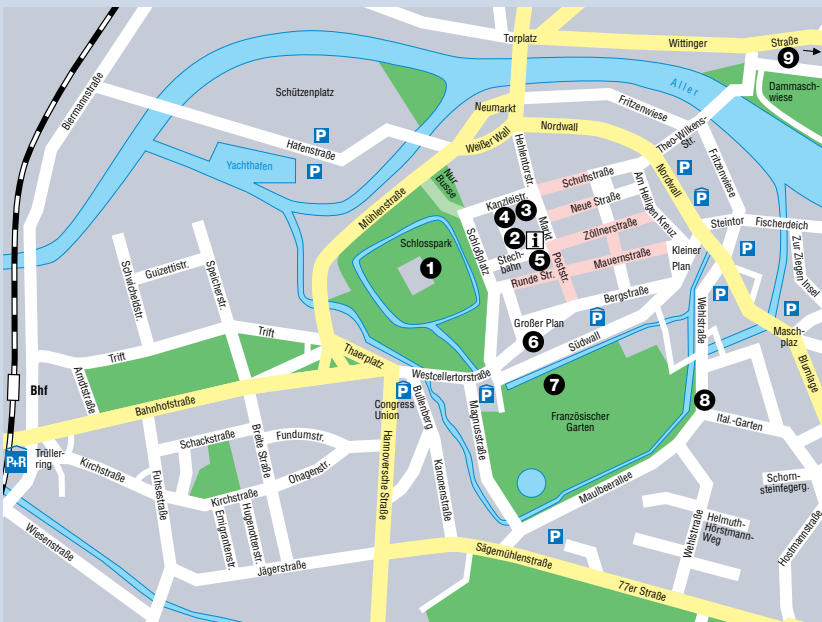 Torplatz
Wittinger
Straße
9
Biermannstraße
Schützenplatz
Aller
Dammasch-
wiese
Neumarkt
Fritzenwiese
P
Hafenstraße
Weißer Wall
Nordwall
Theo-Wilkens-
Str.
Yachthafen
P
Nur
Busse
Hehlentorstr.
Schuhstraße
P
Fritzenwiese
Nordwall
Mühlenstraße
Kanzleistr.
3
4
Neue Straße
Am Heiligen Kreuz
P
Steintor
Fischerdeich
Schlosspark
Schloßplatz
Markt
2
i
Zöllnerstraße
Kleiner
Plan
P
Zur Ziegen Insel
1
Stech-
bahn
5
Poststr.
Mauernstraße
Runde Str.
Guizettistr.
Schwicheldstr.
Speicherstr.
Bergstraße
P
Wehlstraße
P
Großer Plan
P
6
Südwall
Masch-
plaz
Trift
Trift
Thaerplatz
Westcellertorstraße
Blumlage
Bhf
Arndtstraße
Bahnhofstraße
P
Congress
Union
Bullenberg
P
7
8
Magnusstraße
Französischer
Garten
Ital.-Garten
Schackstraße
Breite Straße
Fundumstr.
Hannoversche Straße
P+R
Trüller-
ring
Kirchstraße
Fuhsestraße
Ohagenstr.
Kanonenstraße
Schorn-
steinfegerg.
Kirchstraße
Maulbeerallee
Emigrantenstr.
Hugenottenstr.
Wehlstraße
Helmuth-
Hörstmann-
Weg
Hostmannstraße
Wiesenstraße
P
Jägerstraße
Sägemühlenstraße
77er Straße